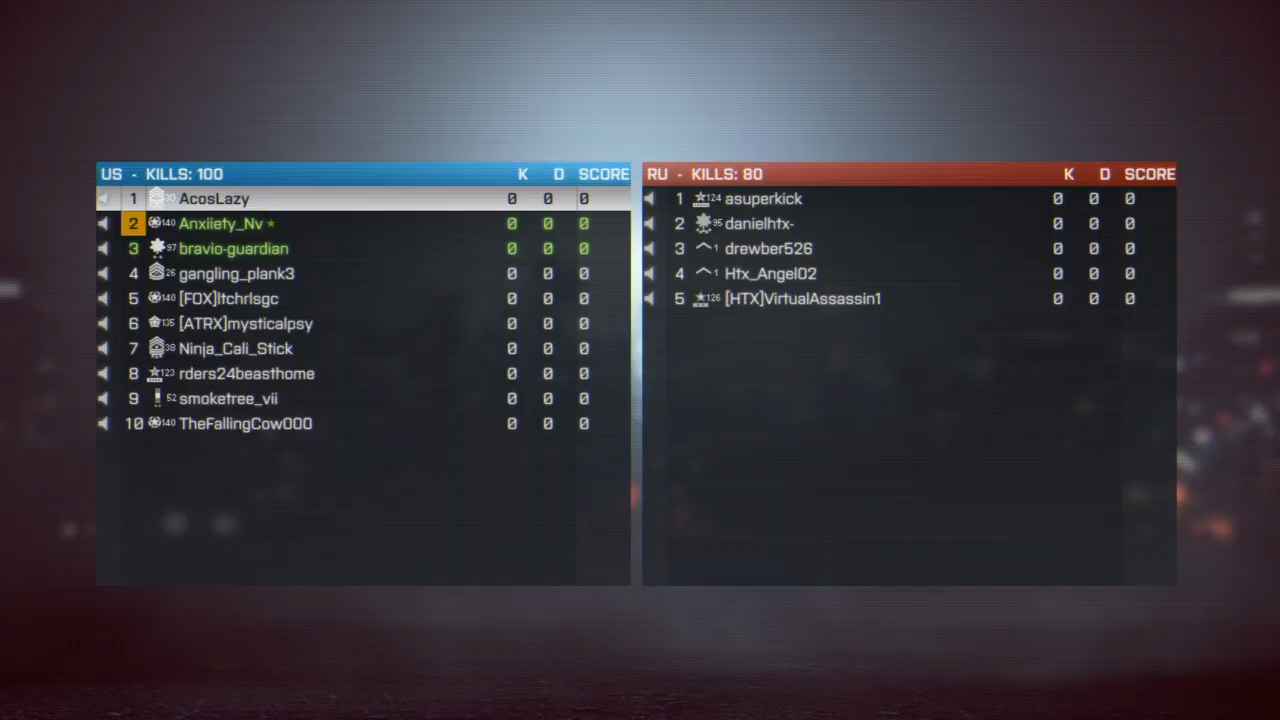 US - KILLS: 100 K D SCORE
1 30 AcosLazy 0 0 0
2 140 Anxiiety_Nv 0 0 0
3 97 bravio-guardian 0 0 0
4 26 gangling_plank3 0 0 0
5 140 [FOX]ltchrlsgc 0 0 0
6 135 [ATRX]mysticalpsy 0 0 0
7 38 Ninja_Cali_Stick 0 0 0
8 123 rders24beasthome 0 0 0
9 52 smoketree_vii 0 0 0
10 140 TheFallingCow000 0 0 0
RU - KILLS: 80 K D SCORE
1 124 asuperkick 0 0 0
2 95 danielhtx- 0 0 0
3 1 drewber526 0 0 0
4 1 Htx_Angel02 0 0 0
5 126 [HTX]VirtualAssassin1 0 0 0